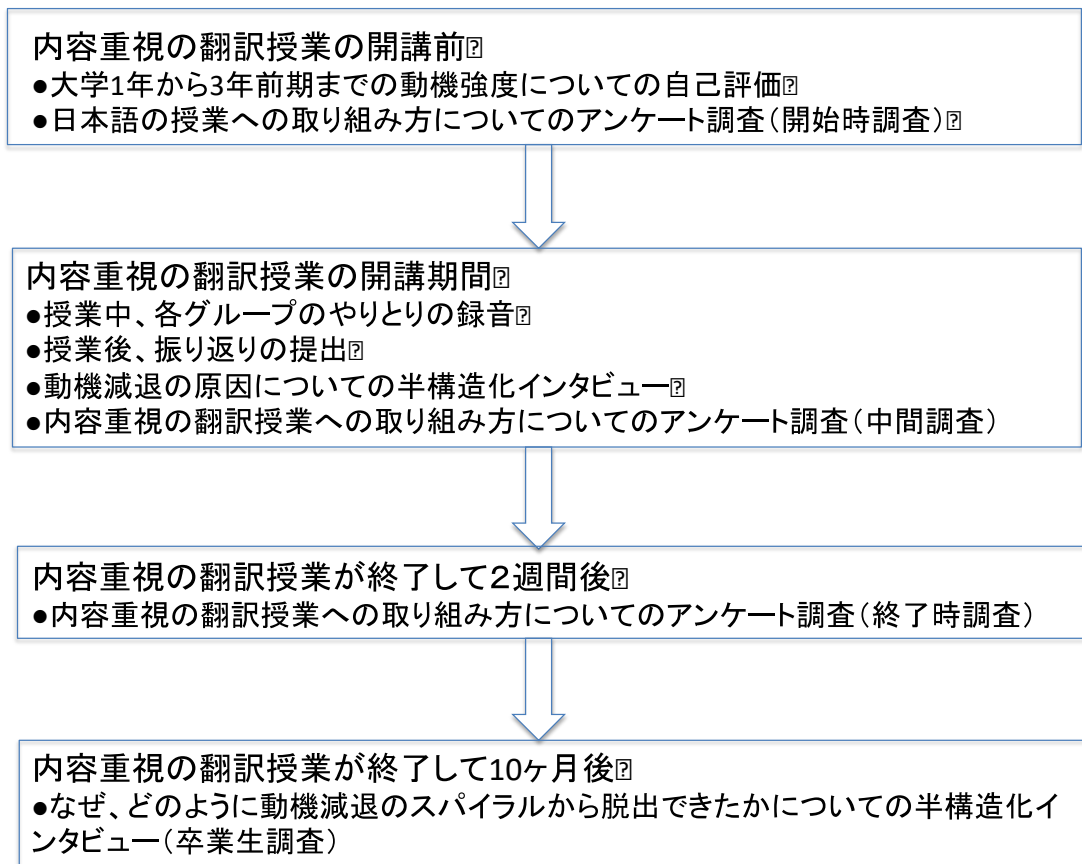 内容重視の翻訳授業の開講前
●大学1年から3年前期までの動機強度についての自己評価
●日本語の授業への取り組み方についてのアンケート調査(開始時調査)
内容重視の翻訳授業の開講期間
●授業中、各グループのやりとりの録音
●授業後、振り返りの提出
●動機減退の原因についての半構造化インタビュー
●内容重視の翻訳授業への取り組み方についてのアンケート調査(中間調査)
内容重視の翻訳授業が終了して２週間後
●内容重視の翻訳授業への取り組み方についてのアンケート調査(終了時調査)
内容重視の翻訳授業が終了して10ヶ月後
●なぜ、どのように動機減退のスパイラルから脱出できたかについての半構造化イ
ンタビュー(卒業生調査)